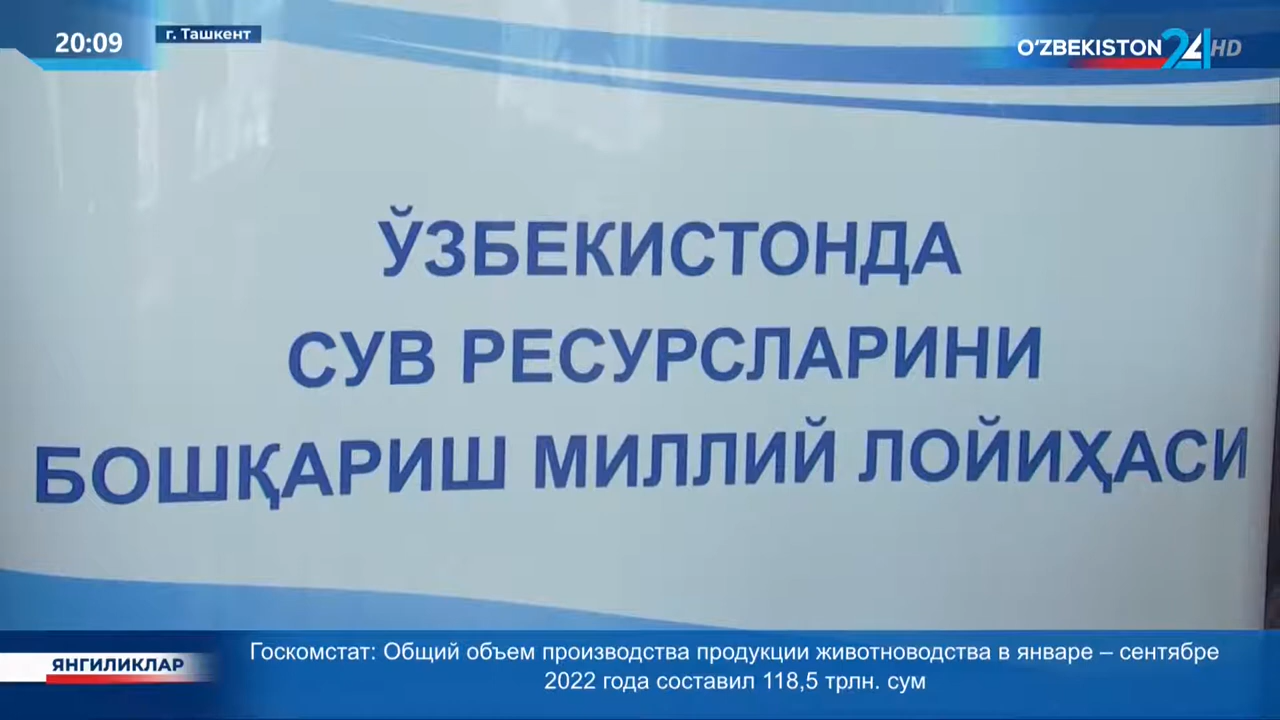 20:09
г. Ташкент
O‘ZBEKISTON 24 HD
ЎЗБЕКИСТОНДА
СУВ РЕСУРСЛАРИНИ
БОШҚАРИШ МИЛЛИЙ ЛОЙИҲАСИ
ЯНГИЛИКЛАР
Госкомстат: Общий объем производства продукции животноводства в январе – сентябре
2022 года составил 118,5 трлн. сум